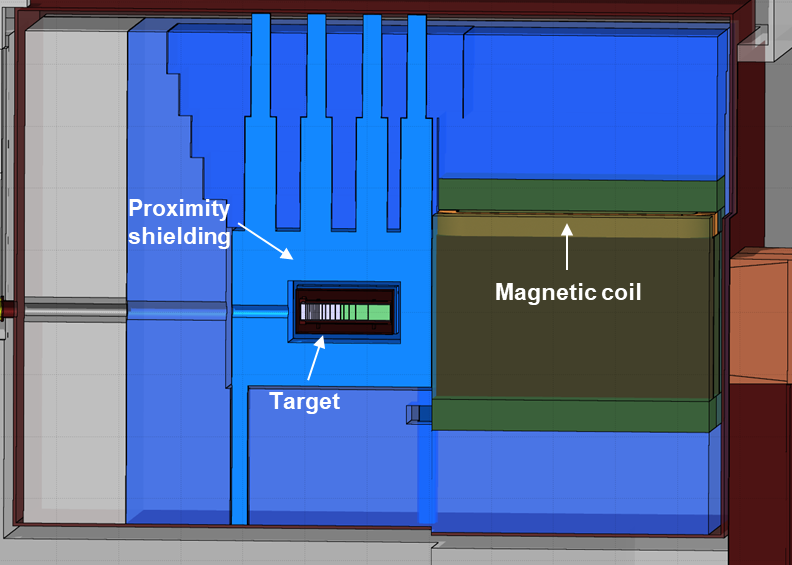 Proximity
shielding
Magnetic coil
Target